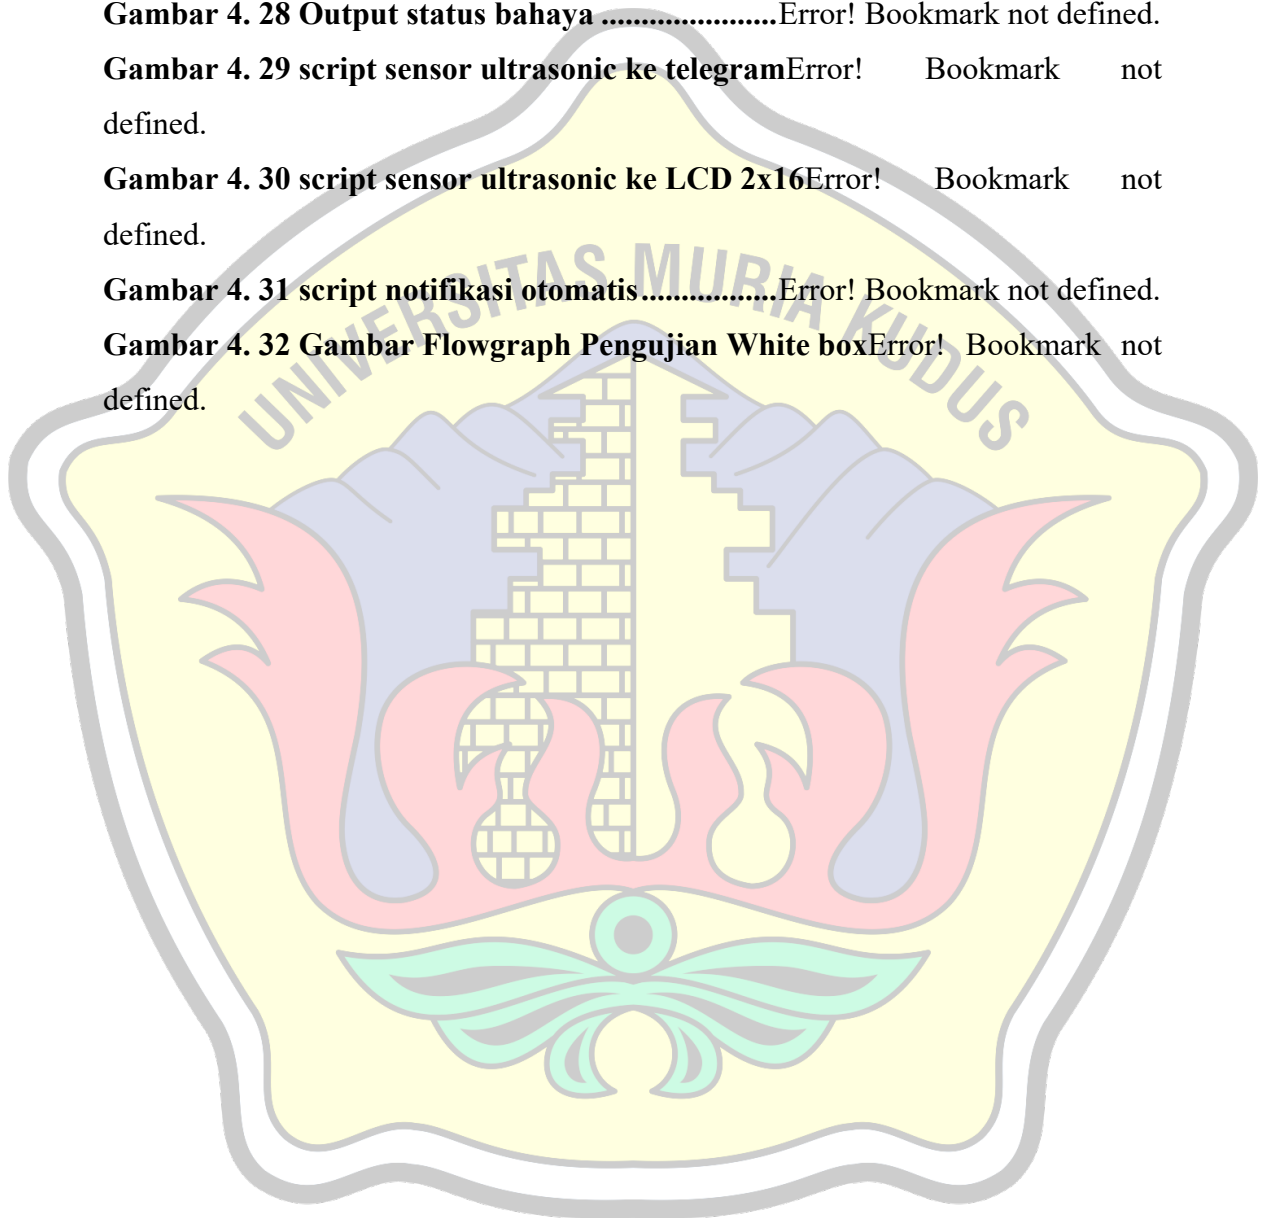 Gambar 4. 28 Output status bahaya ......................Error! Bookmark not defined.
Gambar 4. 29 script sensor ultrasonic ke telegramError! Bookmark not
defined.
Gambar 4. 30 script sensor ultrasonic ke LCD 2x16Error! Bookmark not
defined.
UNIVERSITAS MURIA KUDUS
Gambar 4. 31 script notifikasi otomatis.................Error! Bookmark not defined.
Gambar 4. 32 Gambar Flowgraph Pengujian White boxError! Bookmark not
defined.